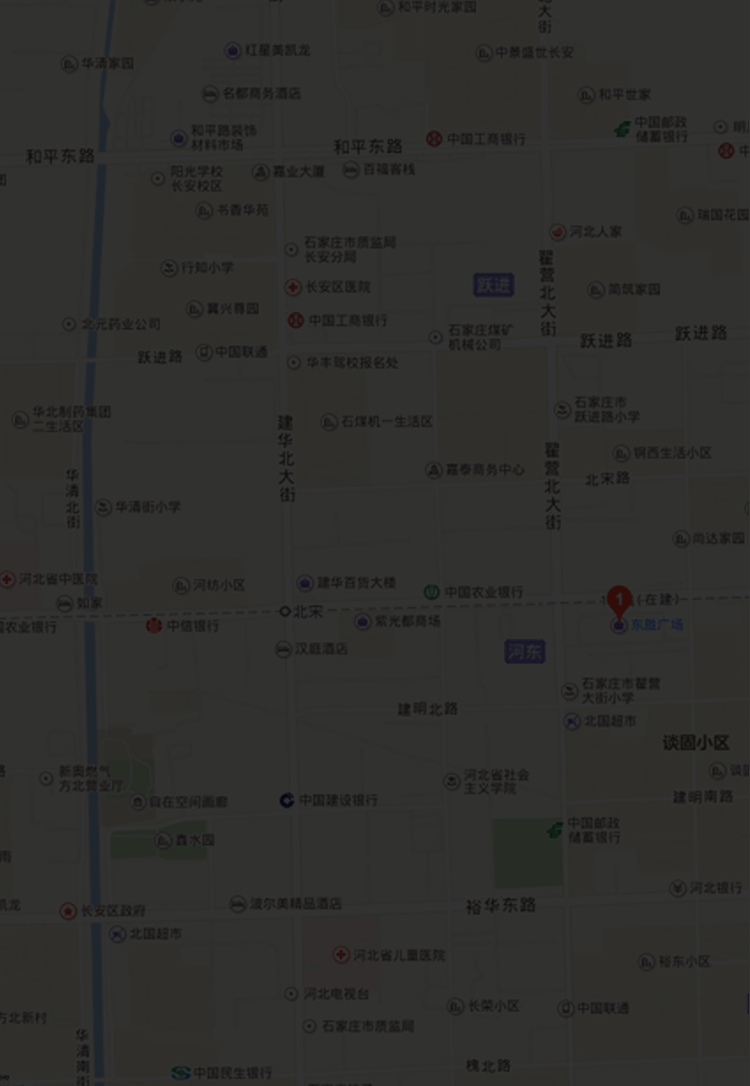 和平时光家园
北
大
街
红星美凯龙
中景盛世长安
华清家园
名都商务酒店
和平世家
和平路装饰
材料市场
和平东路
中国工商银行
中国邮政
储蓄银行
和平东路
阳光学校
长安校区
嘉业大厦
百福客栈
书香华苑
瑞国花园
河北人家
石家庄市质监局
长安分局
行知小学
翟
营
北
大
街
长安区医院
跃进
简筑家园
冀兴尊园
中国工商银行
北元药业公司
石家庄煤矿
机械公司
跃进路
跃进路
跃进路
中国联通
华丰驾校报名处
华北制药集团
二生活区
石家庄市
跃进路小学
建
华
北
大
街
石煤机一生活区
翟
营
北
大
街
钢西生活小区
嘉泰商务中心
北宋路
华
清
北
街
华清街小学
尚达家园
河北省中医院
河纺小区
建华百货大楼
中国农业银行
如家
北宋
1
(在建)
农业银行
中信银行
紫光都商场
东胜广场
汉庭酒店
河东
石家庄市翟营
大街小学
建明北路
北国超市
谈固小区
新奥燃气
方北营业厅
河北省社会
主义学院
自在空间画廊
中国建设银行
建明南路
中国邮政
储蓄银行
鑫水园
河北银行
长安区政府
波尔美精品酒店
裕华东路
北国超市
河北省儿童医院
裕东小区
河北电视台
长荣小区
中国联通
方北新村
石家庄市质监局
华
清
南
街
中国民生银行
槐北路